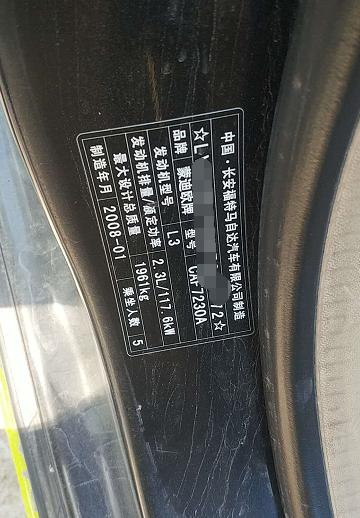 中国·长安福特马自达汽车有限公司制造
☆L 72☆
品牌 蒙迪欧牌 型号 CAF7230A
发动机型号 L3
发动机排量/额定功率 2.3L/117.6kW
最大设计总质量 1961kg
制造年月 2008-01 乘坐人数 5